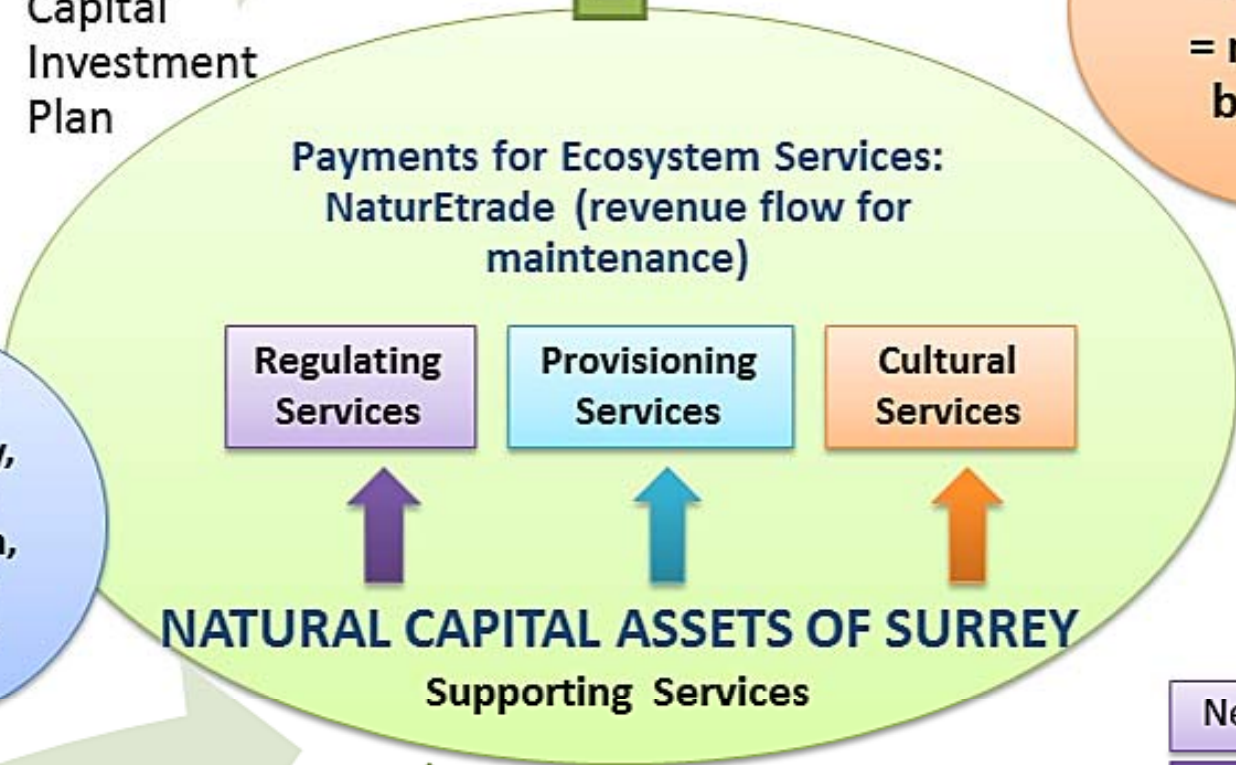 Capital
Investment
Plan
Payments for Ecosystem Services:
NaturEtrade (revenue flow for
maintenance)
Regulating
Services
Provisioning
Services
Cultural
Services
NATURAL CAPITAL ASSETS OF SURREY
Supporting Services